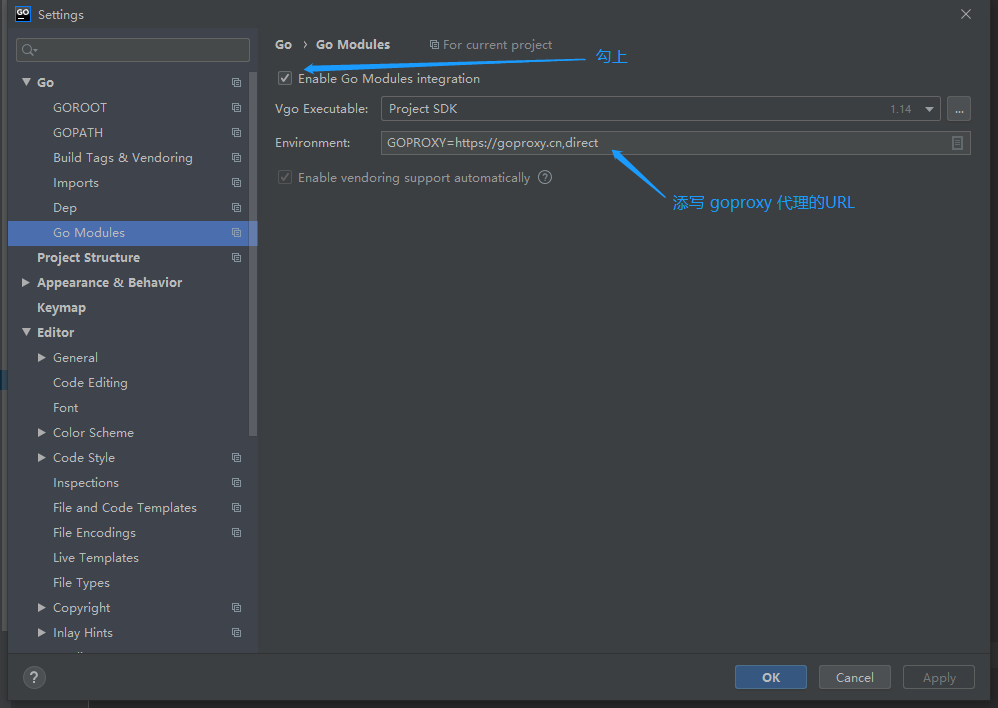 GO
Settings
Go › Go Modules For current project
勾上
Enable Go Modules integration
Vgo Executable: Project SDK 1.14 ...
Environment: GOPROXY=https://goproxy.cn,direct
Enable vendoring support automatically ?
添写 goproxy 代理的URL
Go
GOROOT
GOPATH
Build Tags & Vendoring
Imports
Dep
Go Modules
Project Structure
Appearance & Behavior
Keymap
Editor
General
Code Editing
Font
Color Scheme
Code Style
Inspections
File and Code Templates
File Encodings
Live Templates
File Types
Copyright
Inlay Hints
? OK Cancel Apply